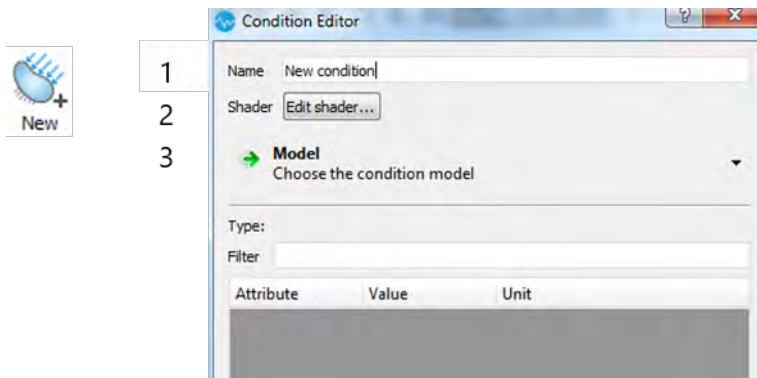 Condition Editor
?
X
1
Name New condition
2
Shader Edit shader...
3
Model
Choose the condition model
New
Type:
Filter
Attribute Value Unit